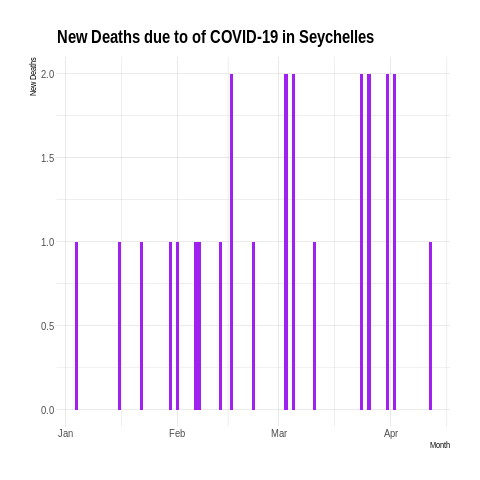 New Deaths due to of COVID-19 in Seychelles
New Deaths
2.0
1.5
1.0
0.5
0.0
Jan Feb Mar Apr
Month